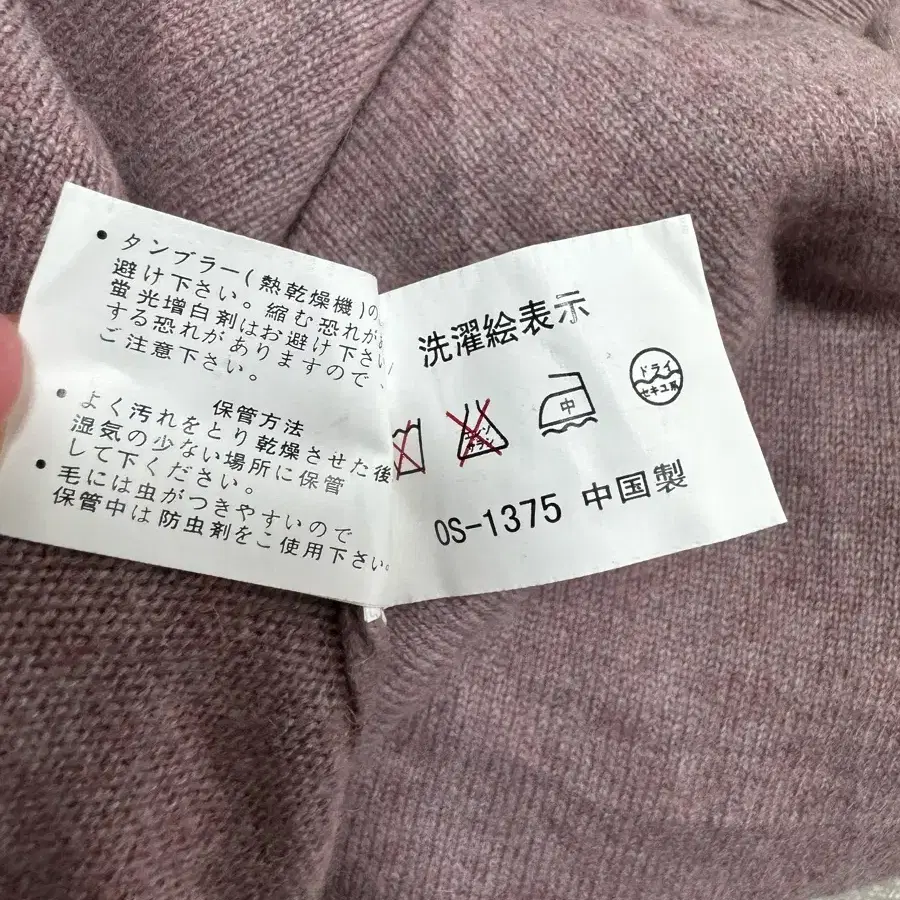 ・タンブラー(熱乾燥機)の
避け下さい。縮む恐れが
蛍光増白剤はお避け下さい
する恐れがありますので、
ご注意下さい。
保管方法
・よく汚れをとり乾燥させた後
湿気の少ない場所に保管
して下ください。
・毛には虫がつきやすいので
保管中は防虫剤をご使用下さい。
洗濯絵表示
中
ドライ
セキユ系
OS-1375 中国製